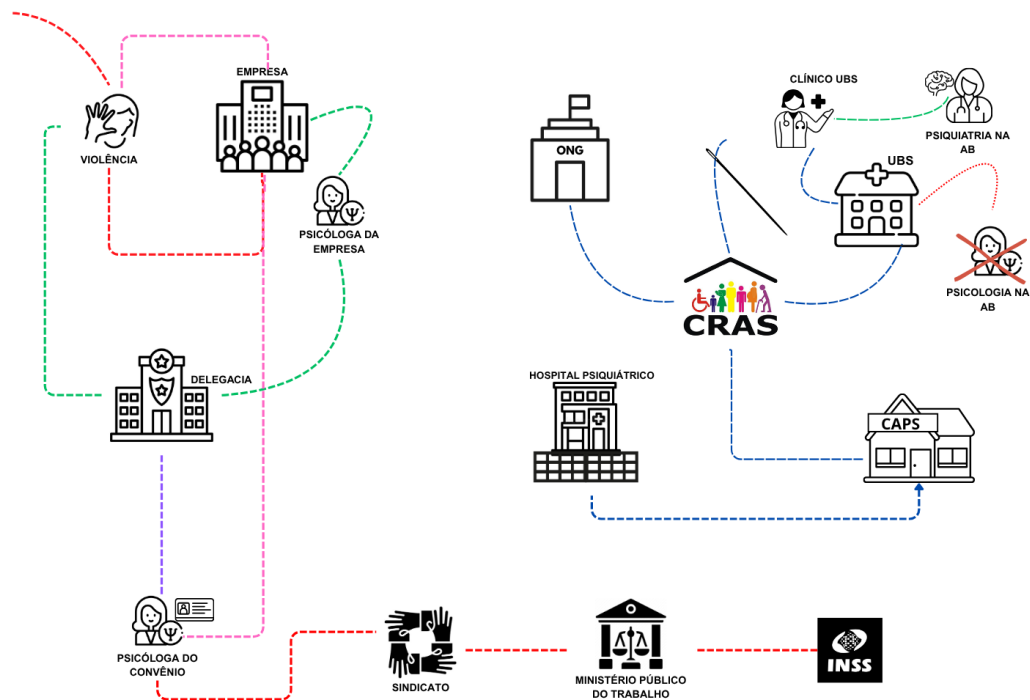 EMPRESA
VIOLÊNCIA
Ψ
PSICÓLOGA DA
EMPRESA
DELEGACIA
Ψ
PSICÓLOGA DO
CONVÊNIO
SINDICATO
MINISTÉRIO PÚBLICO
DO TRABALHO
INSS
ONG
CLÍNICO UBS
PSIQUIATRIA NA
AB
UBS
Ψ
PSICOLOGIA NA
AB
CRAS
HOSPITAL PSIQUIÁTRICO
CAPS